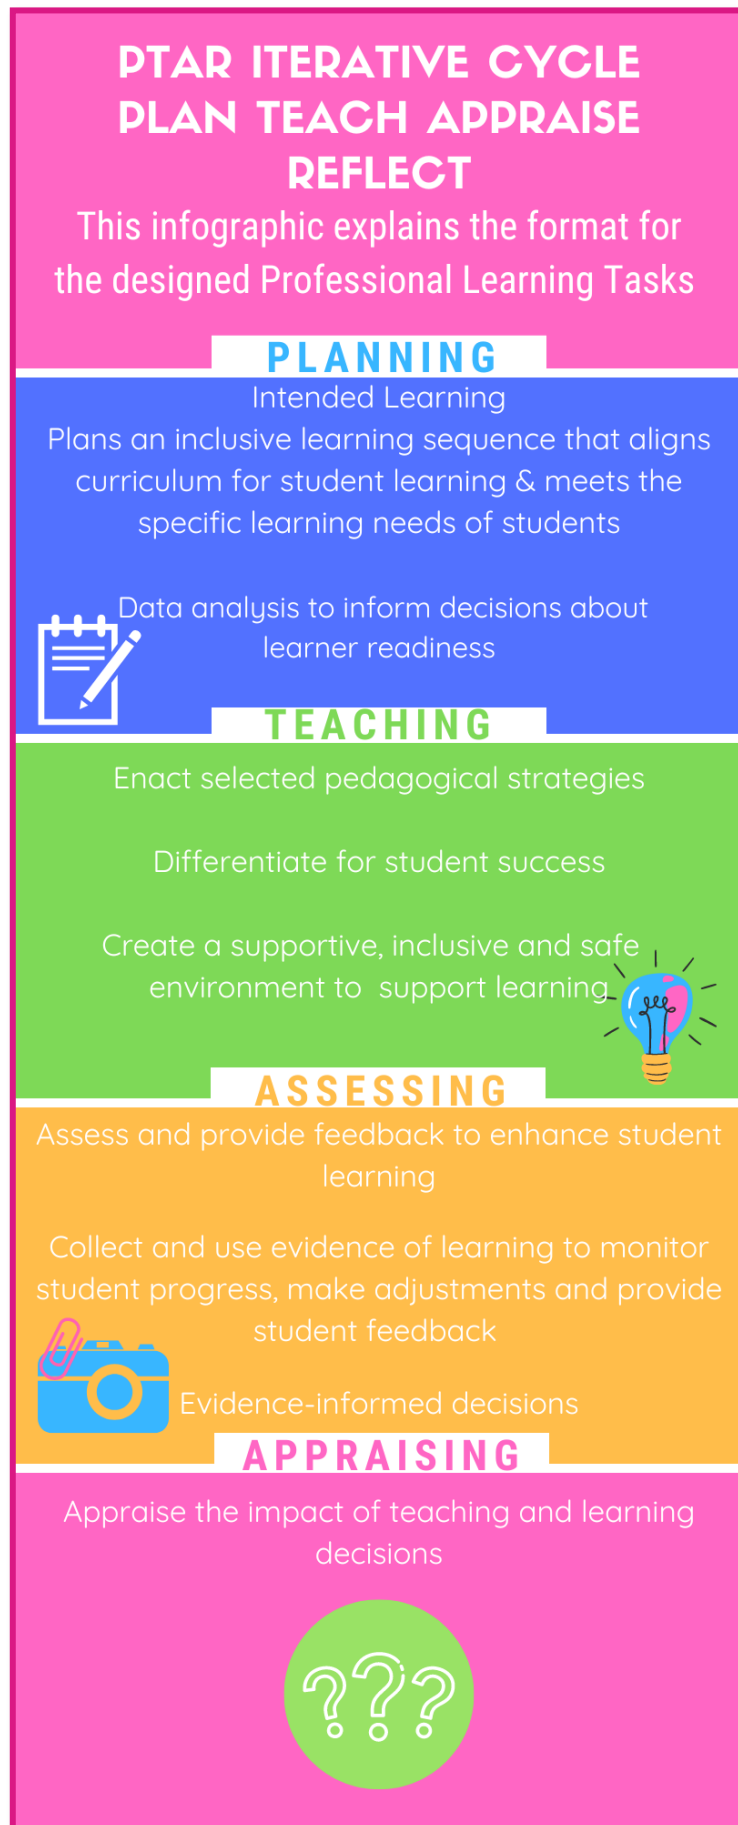 PTAR ITERATIVE CYCLE
PLAN TEACH APPRAISE
REFLECT
This infographic explains the format for
the designed Professional Learning Tasks
PLANNING
Intended Learning
Plans an inclusive learning sequence that aligns
curriculum for student learning & meets the
specific learning needs of students
Data analysis to inform decisions about
learner readiness
TEACHING
Enact selected pedagogical strategies
Differentiate for student success
Create a supportive, inclusive and safe
environment to support learning
ASSESSING
Assess and provide feedback to enhance student
learning
Collect and use evidence of learning to monitor
student progress, make adjustments and provide
student feedback
Evidence-informed decisions
APPRAISING
Appraise the impact of teaching and learning
decisions
???